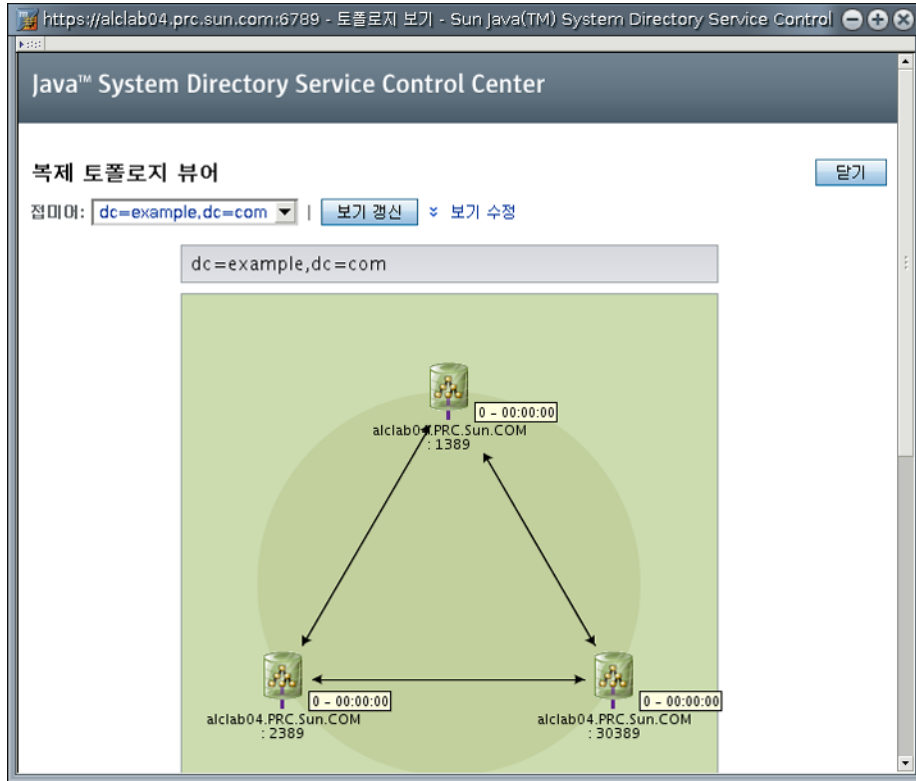 https://alclab04.prc.sun.com:6789 - 토폴로지 보기 - Sun Java(TM) System Directory Service Control
Java™ System Directory Service Control Center
복제 토폴로지 뷰어
닫기
접미어: dc=example,dc=com | 보기 갱신 보기 수정
dc=example,dc=com
0 - 00:00:00
alclab04.PRC.Sun.COM
: 1389
0 - 00:00:00
alclab04.PRC.Sun.COM
: 2389
0 - 00:00:00
alclab04.PRC.Sun.COM
: 30389